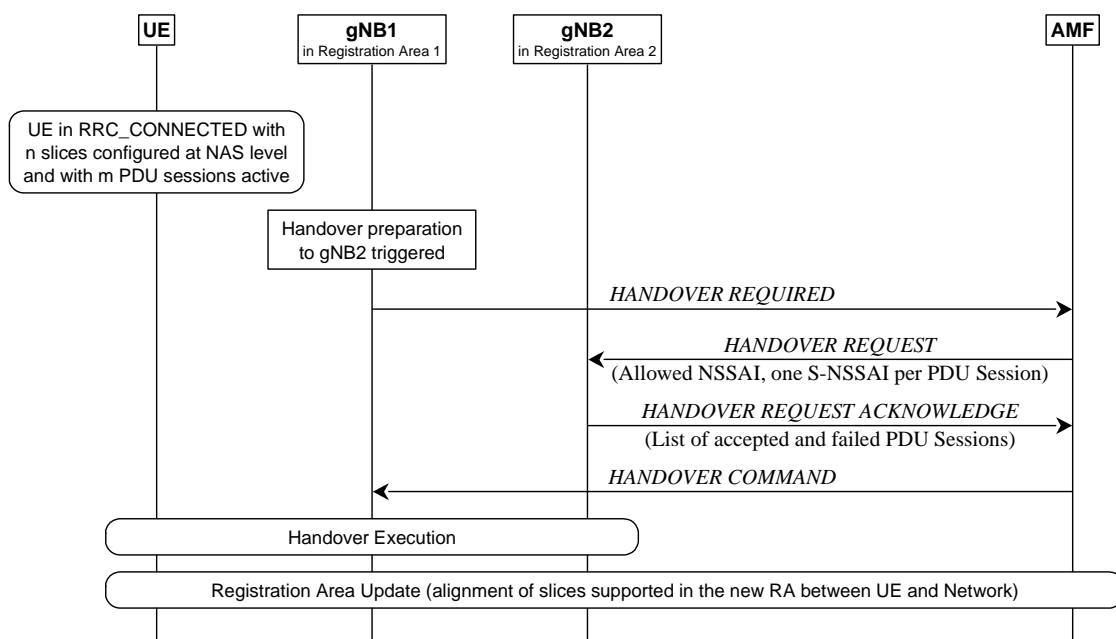 UE
gNB1
in Registration Area 1
gNB2
in Registration Area 2
AMF
UE in RRC_CONNECTED with
n slices configured at NAS level
and with m PDU sessions active
Handover preparation
to gNB2 triggered
HANDOVER REQUIRED
HANDOVER REQUEST
(Allowed NSSAI, one S-NSSAI per PDU Session)
HANDOVER REQUEST ACKNOWLEDGE
(List of accepted and failed PDU Sessions)
HANDOVER COMMAND
Handover Execution
Registration Area Update (alignment of slices supported in the new RA between UE and Network)